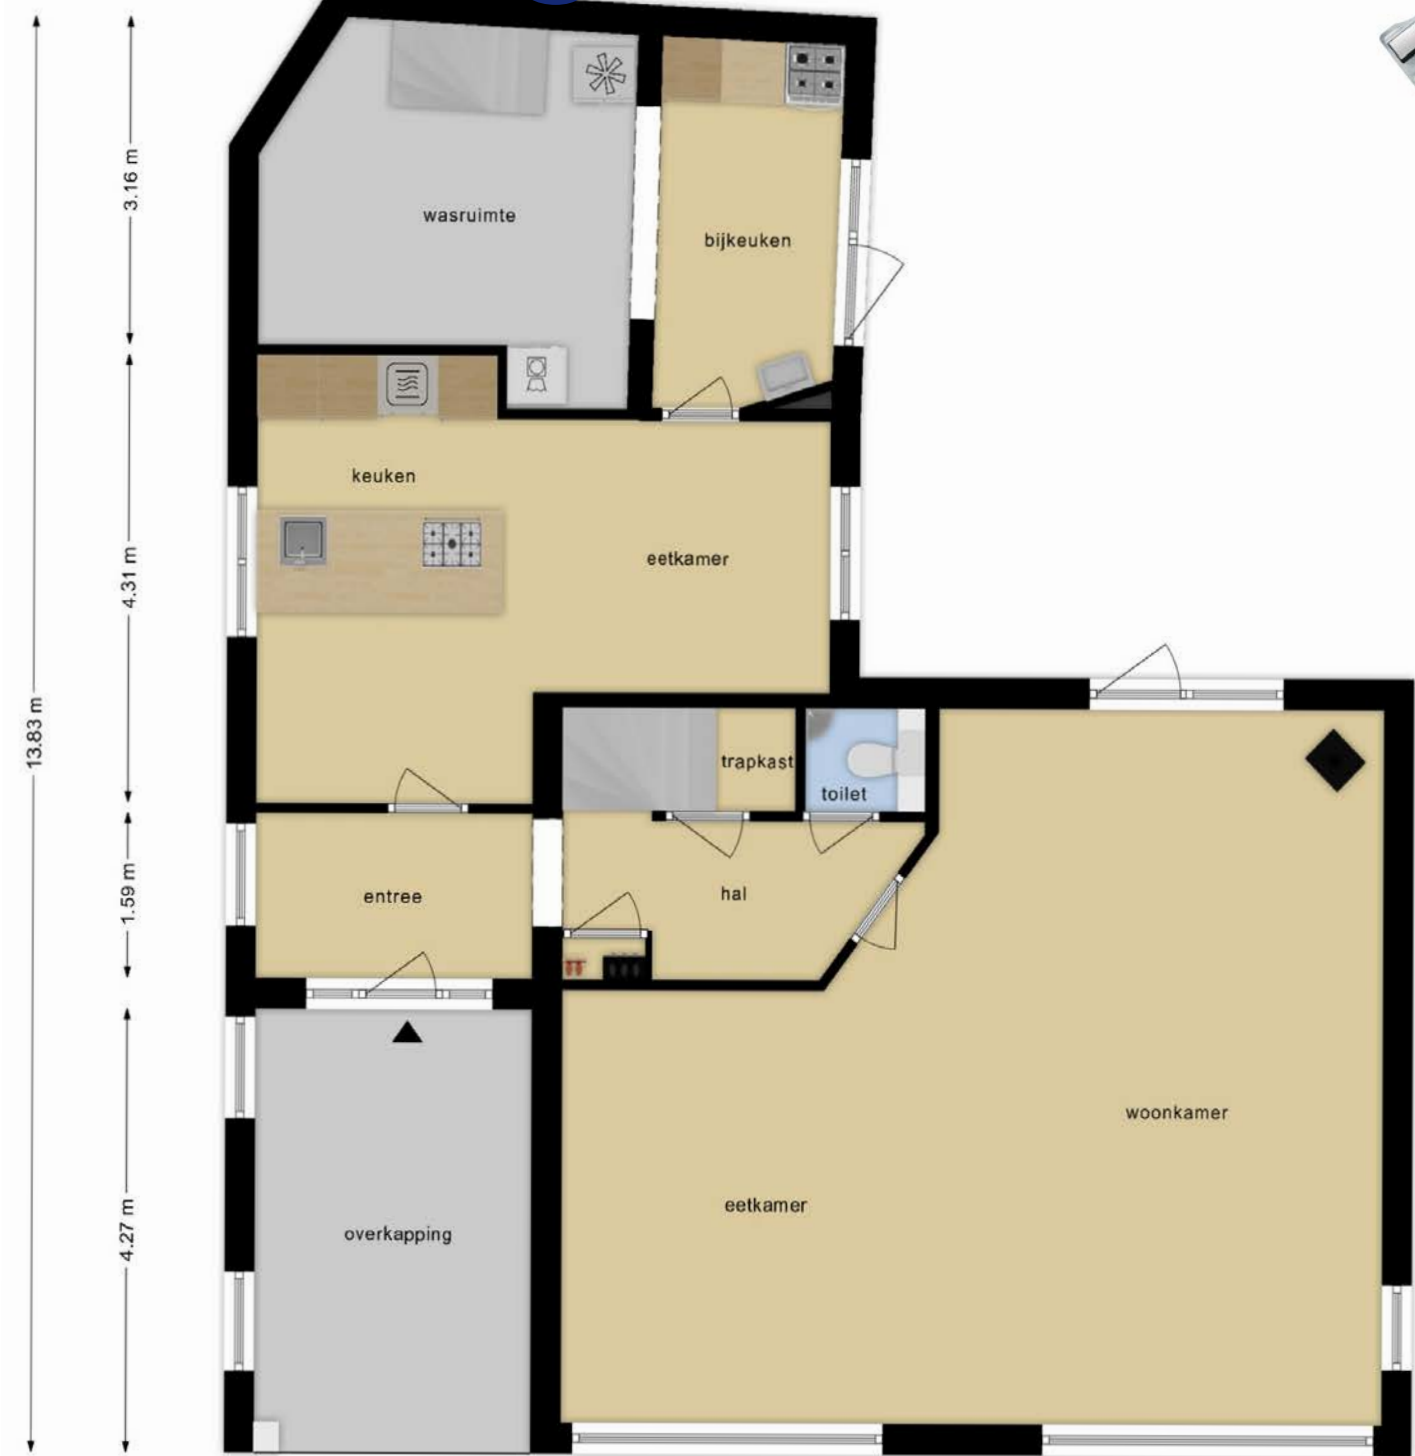 3.16 m
wasruimte
bijkeuken
keuken
4.31 m
eetkamer
13.83 m
trapkast
toilet
1.59 m
entree
hal
woonkamer
eetkamer
4.27 m
overkapping